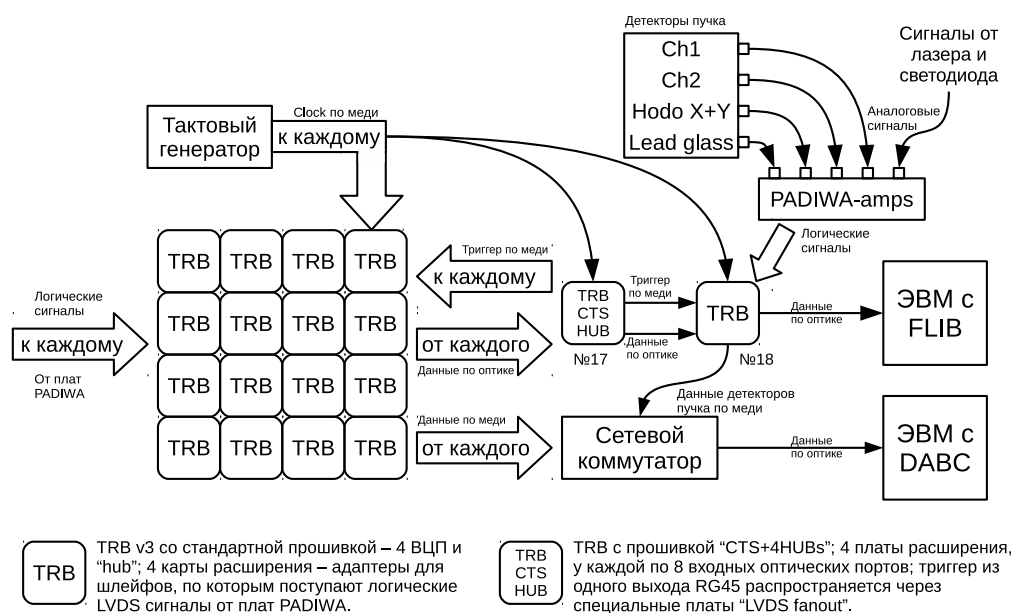 Детекторы пучка
Ch1
Ch2
Hodo X+Y
Lead glass
Сигналы от
лазера и
светодиода
Аналоговые
сигналы
Clock по меди
Тактовый
генератор
к каждому
PADIWA-amps
Логические
сигналы
TRB TRB TRB TRB
TRB TRB TRB TRB
TRB TRB TRB TRB
TRB TRB TRB TRB
Триггер по меди
к каждому
Логические
сигналы
к каждому
От плат
PADIWA
от каждого
Данные по оптике
TRB
CTS
HUB
№17
Триггер
по меди
Данные
по оптике
TRB
№18
Данные
по оптике
ЭВМ с
FLIB
Данные детекторов
пучка по меди
Данные по меди
от каждого
Сетевой
коммутатор
Данные
по оптике
ЭВМ с
DABC
TRB
TRB v3 со стандартной прошивкой – 4 ВЦП и
“hub”; 4 карты расширения – адаптеры для
шлейфов, по которым поступают логические
LVDS сигналы от плат PADIWA.
TRB
CTS
HUB
TRB с прошивкой “CTS+4HUBs”; 4 платы расширения,
у каждой по 8 входных оптических портов; триггер из
одного выхода RG45 распространяется через
специальные платы “LVDS fanout”.